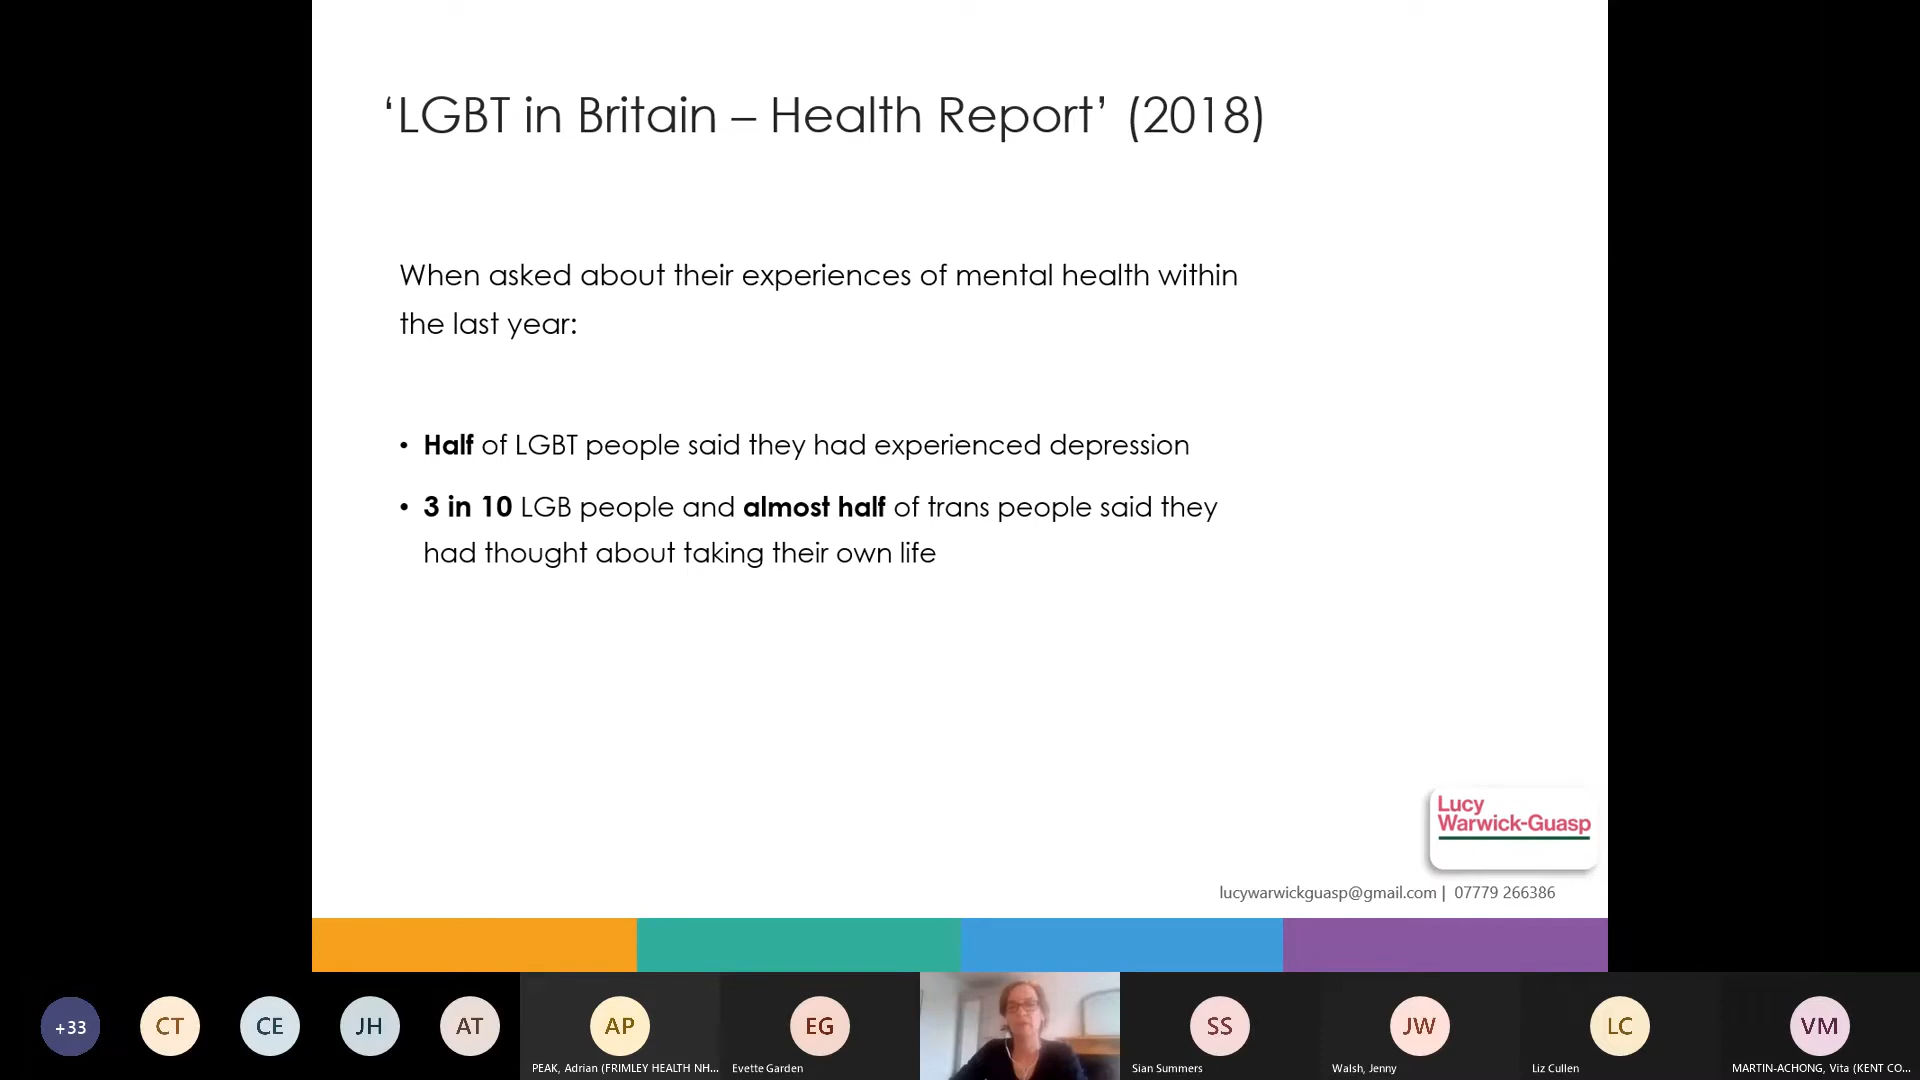 ‘LGBT in Britain – Health Report’ (2018)
When asked about their experiences of mental health within
the last year:
• Half of LGBT people said they had experienced depression
• 3 in 10 LGB people and almost half of trans people said they
had thought about taking their own life
Lucy
Warwick-Guasp
lucywarwickguasp@gmail.com | 07779 266386
+33
CT
CE
JH
AT
AP
EG
SS
JW
LC
VM
PEAK, Adrian (FRIMLEY HEALTH NH...
Evette Garden
Sian Summers
Walsh, Jenny
Liz Cullen
MARTIN-ACHONG, Vita (KENT CO...